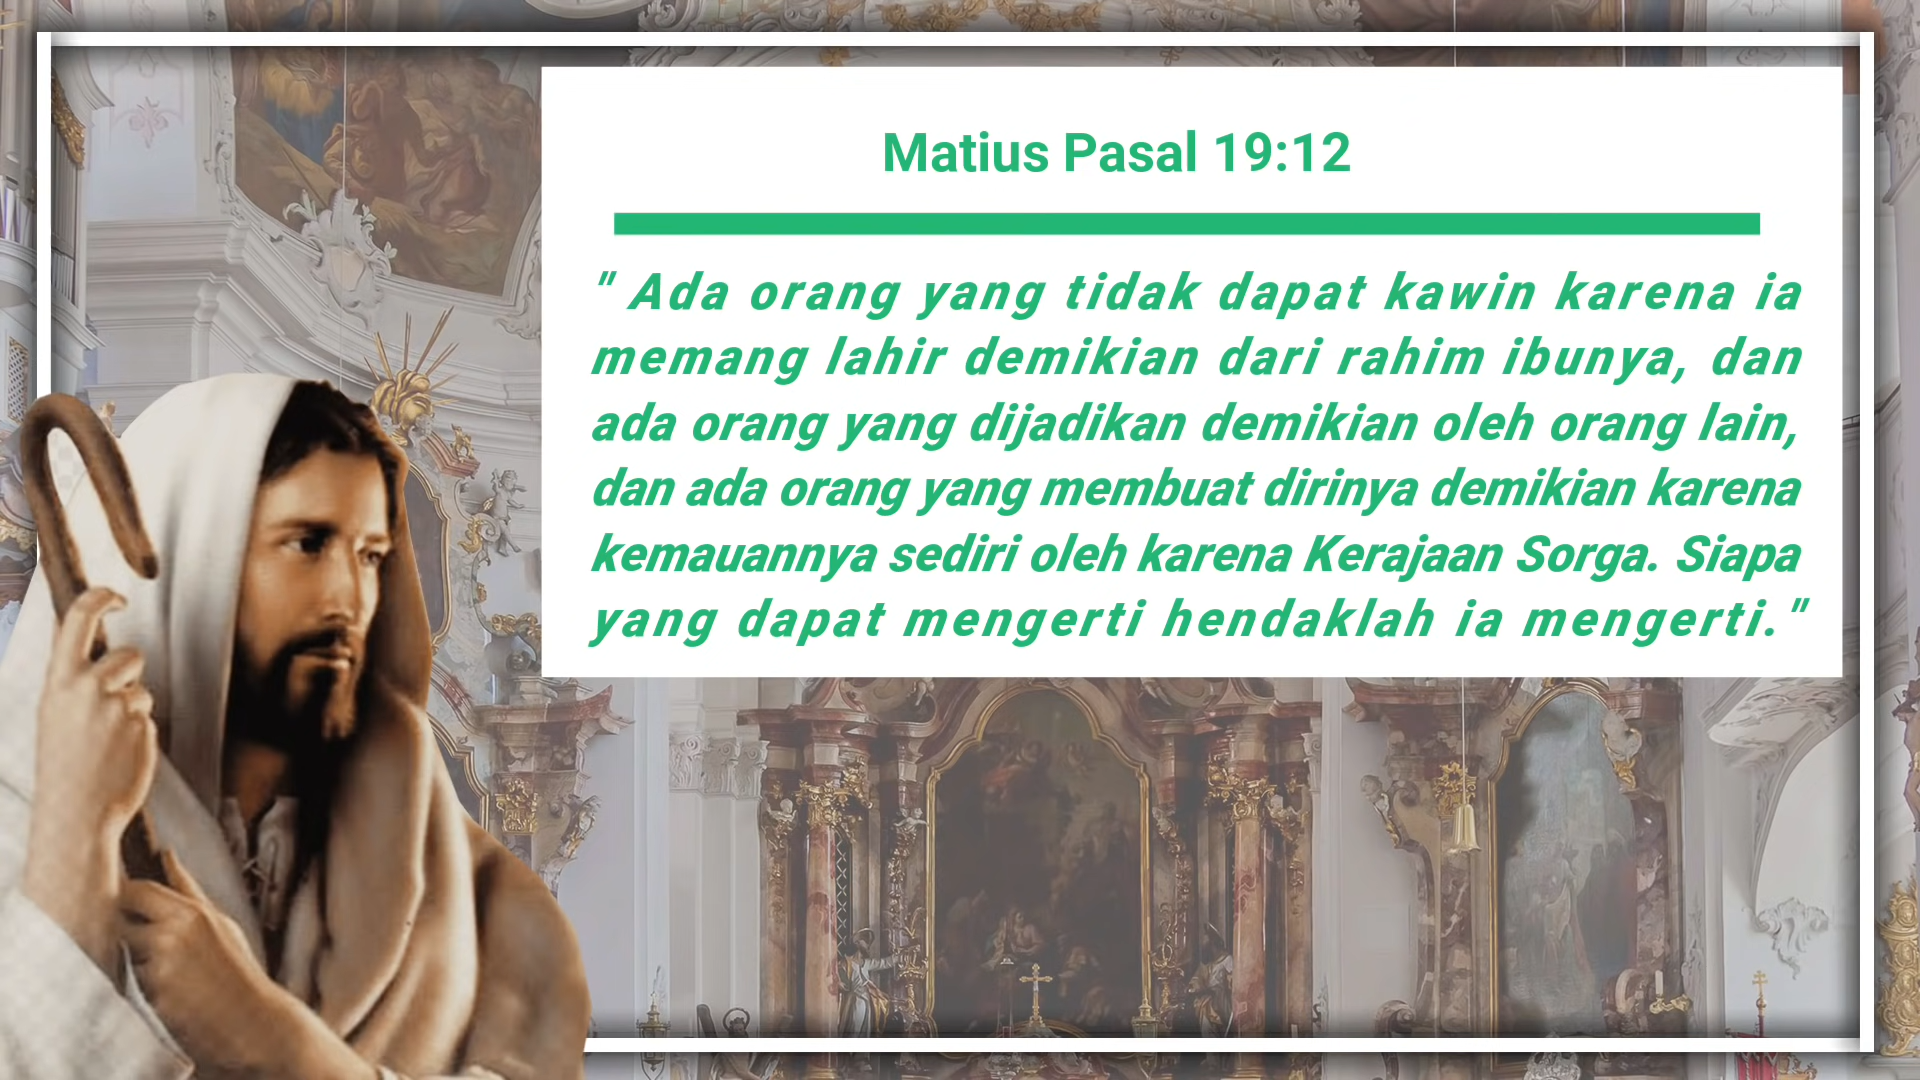 Matius Pasal 19:12
" Ada orang yang tidak dapat kawin karena ia
memang lahir demikian dari rahim ibunya, dan
ada orang yang dijadikan demikian oleh orang lain,
dan ada orang yang membuat dirinya demikian karena
kemauannya sediri oleh karena Kerajaan Sorga. Siapa
yang dapat mengerti hendaklah ia mengerti."